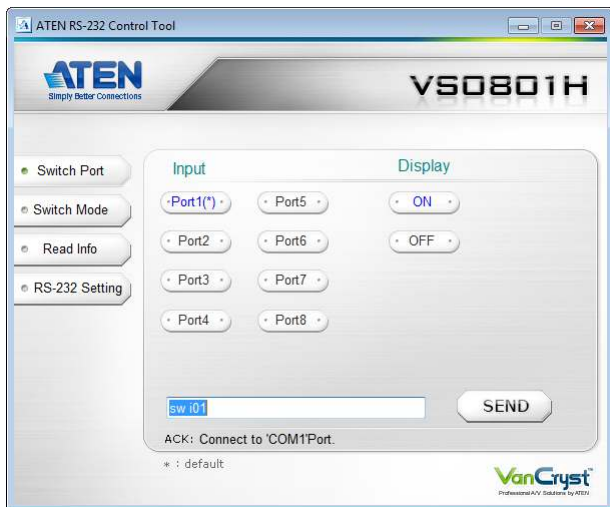 ATEN RS-232 Control Tool
ATEN
Simply Better Connections
VS0801H
Switch Port
Switch Mode
Read Info
RS-232 Setting
Input
Display
Port1(*)
Port5
ON
Port2
Port6
OFF
Port3
Port7
Port4
Port8
sw i01
SEND
ACK: Connect to 'COM1'Port.
* : default
VanCryst™
Professional A/V Solutions by ATEN